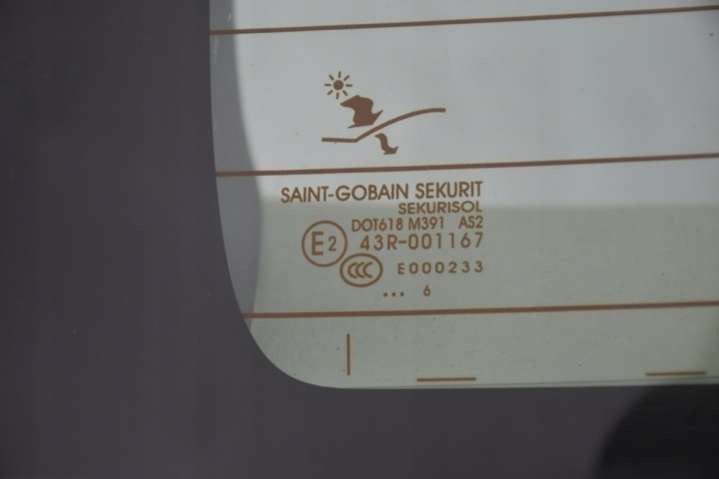 SAINT-GOBAIN SEKURIT
SEKURISOL
DOT618 M391 AS2
E2 43R-001167
CCC E000233
... 6